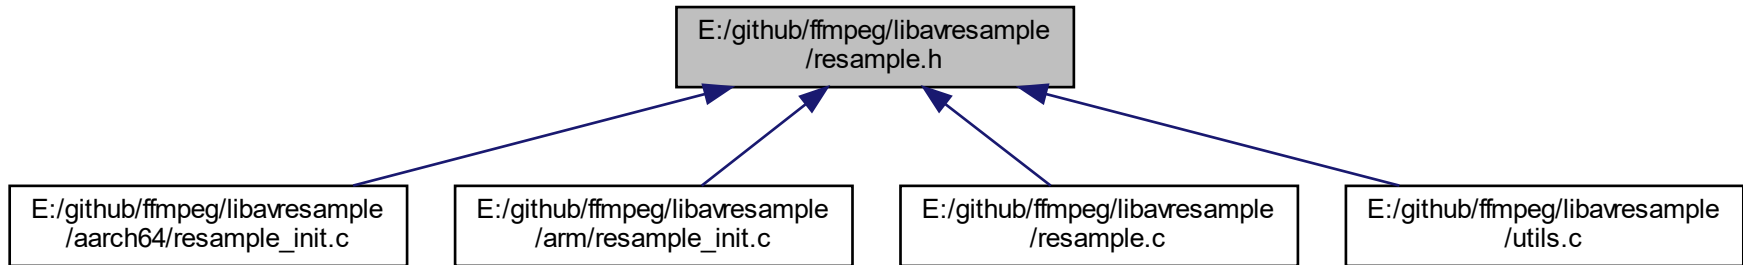 E:/github/ffmpeg/libavresample
/resample.h
E:/github/ffmpeg/libavresample
/aarch64/resample_init.c
E:/github/ffmpeg/libavresample
/arm/resample_init.c
E:/github/ffmpeg/libavresample
/resample.c
E:/github/ffmpeg/libavresample
/utils.c